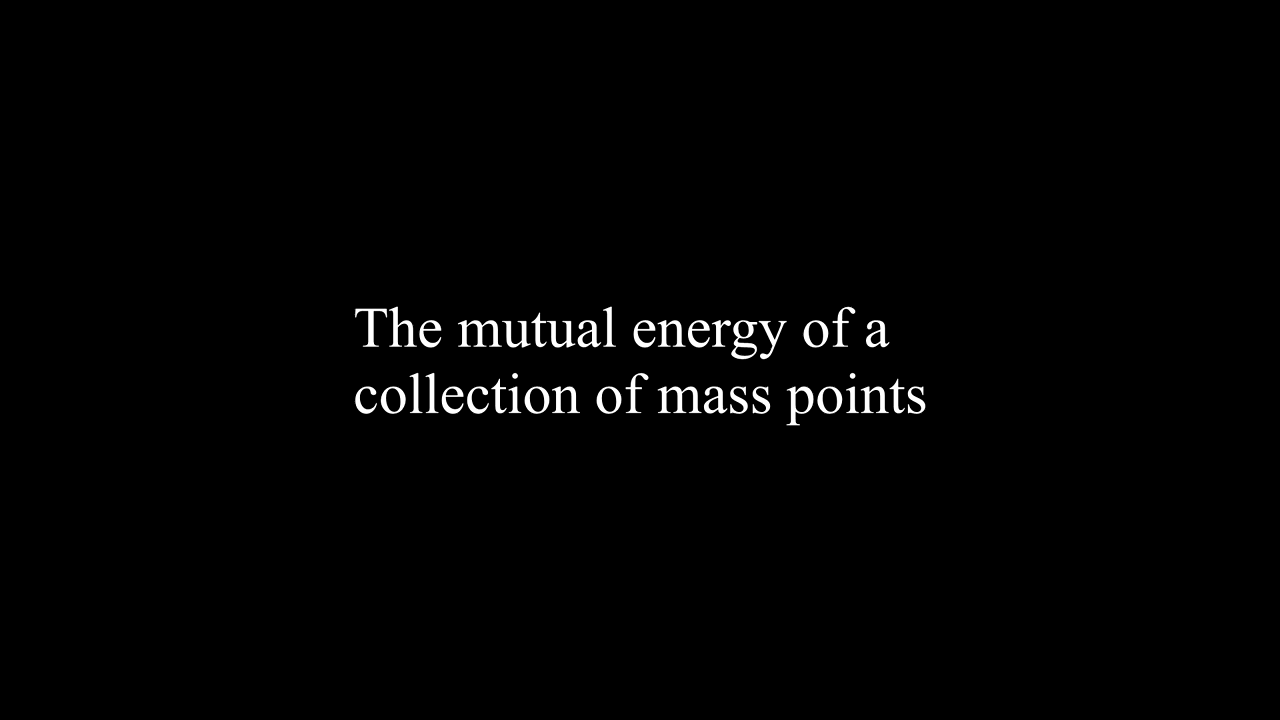 The mutual energy of a
collection of mass points